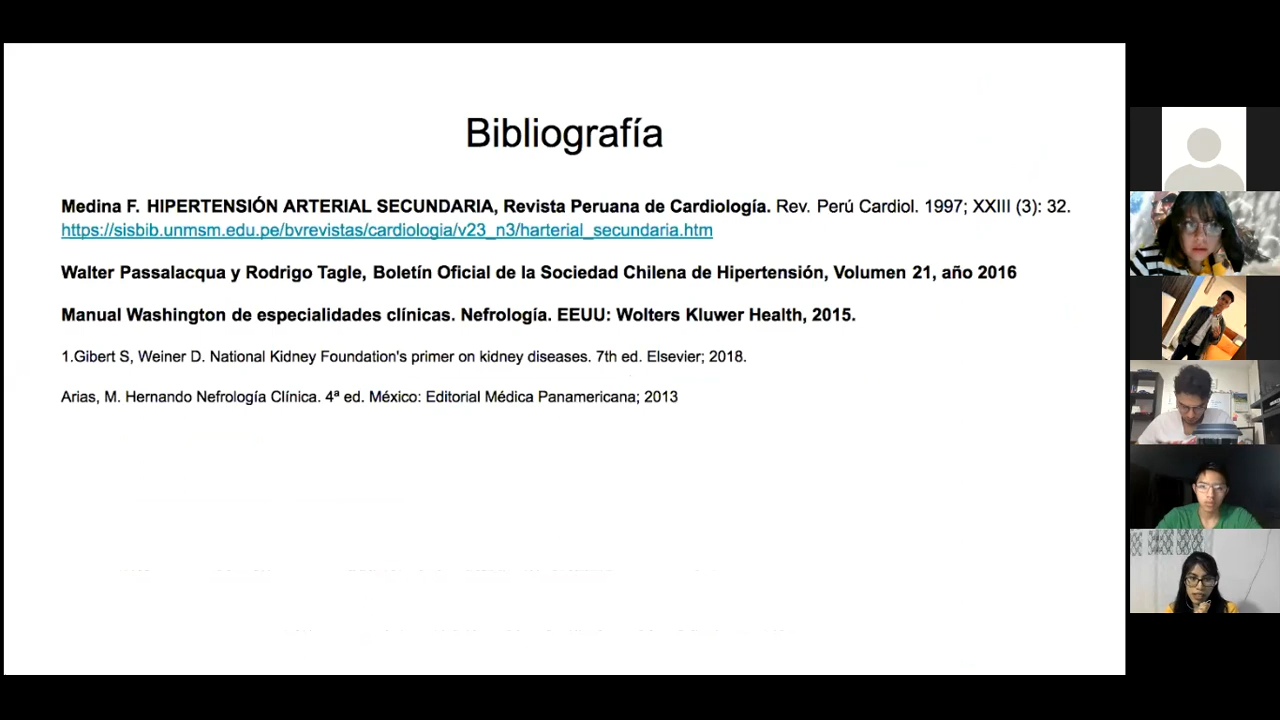 Bibliografía
Medina F. HIPERTENSIÓN ARTERIAL SECUNDARIA, Revista Peruana de Cardiología. Rev. Perú Cardiol. 1997; XXIII (3): 32.
https://sisbib.unmsm.edu.pe/bvrevistas/cardiologia/v23_n3/harterial_secundaria.htm
Walter Passalacqua y Rodrigo Tagle, Boletín Oficial de la Sociedad Chilena de Hipertensión, Volumen 21, año 2016
Manual Washington de especialidades clínicas. Nefrología. EEUU: Wolters Kluwer Health, 2015.
1.Gibert S, Weiner D. National Kidney Foundation's primer on kidney diseases. 7th ed. Elsevier; 2018.
Arias, M. Hernando Nefrología Clínica. 4ª ed. México: Editorial Médica Panamericana; 2013